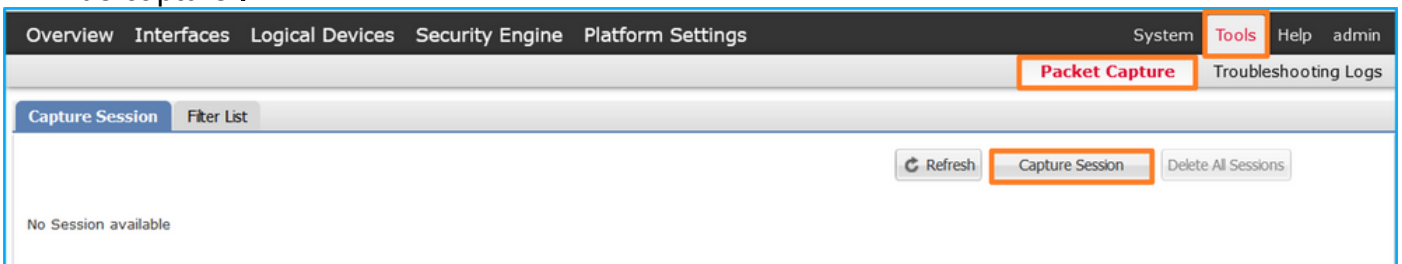 Overview Interfaces Logical Devices Security Engine Platform Settings System Tools Help admin
Packet Capture Troubleshooting Logs
Capture Session Filter List
Refresh Capture Session Delete All Sessions
No Session available